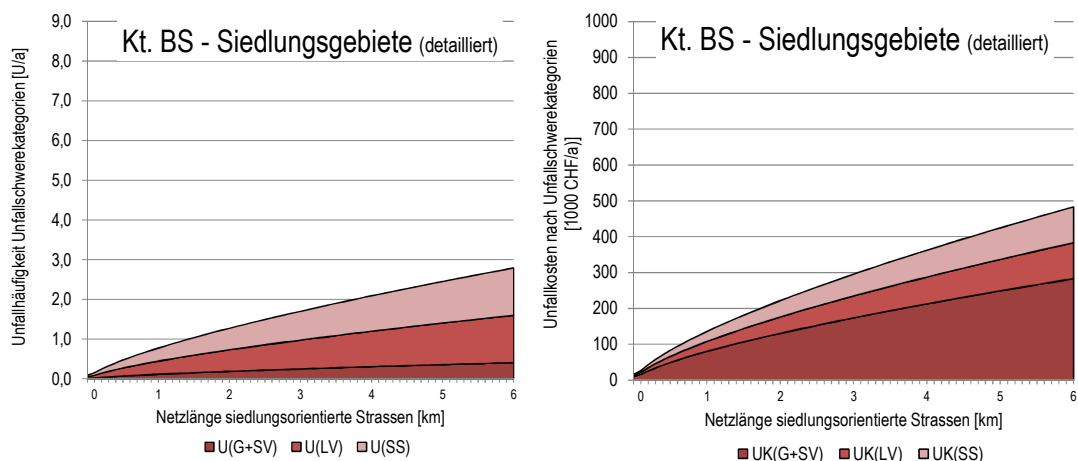 Kt. BS - Siedlungsgebiete (detailliert)
Unfallhäufigkeit Unfallschwerekategorien [U/a]
9,0
8,0
7,0
6,0
5,0
4,0
3,0
2,0
1,0
0,0
0 1 2 3 4 5 6
Netzlänge siedlungsorientierte Strassen [km]
U(G+SV) U(LV) U(SS)
Kt. BS - Siedlungsgebiete (detailliert)
Unfallkosten nach Unfallschwerekategorien
[1000 CHF/a)]
1000
900
800
700
600
500
400
300
200
100
0
0 1 2 3 4 5 6
Netzlänge siedlungsorientierte Strassen [km]
UK(G+SV) UK(LV) UK(SS)